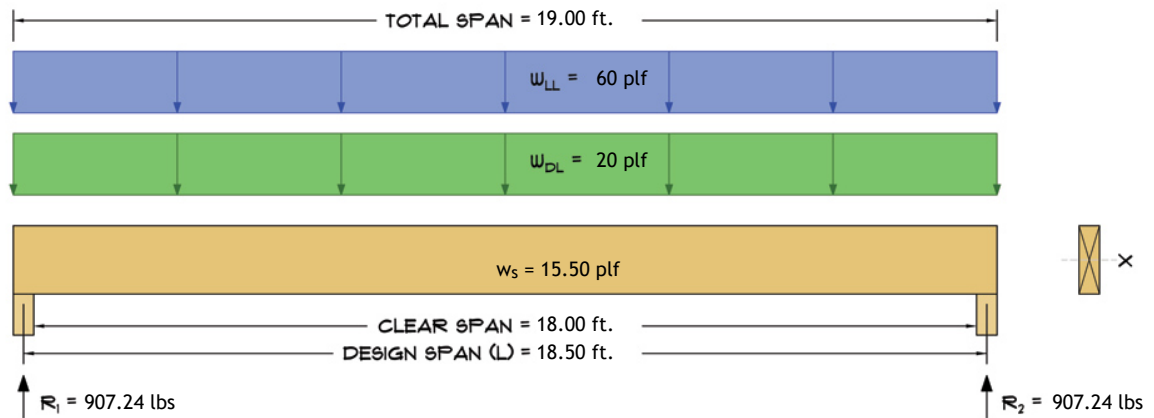 TOTAL SPAN = 19.00 ft.
WLL = 60 plf
WDL = 20 plf
ws = 15.50 plf
X
CLEAR SPAN = 18.00 ft.
DESIGN SPAN (L) = 18.50 ft.
R1 = 907.24 lbs
R2 = 907.24 lbs